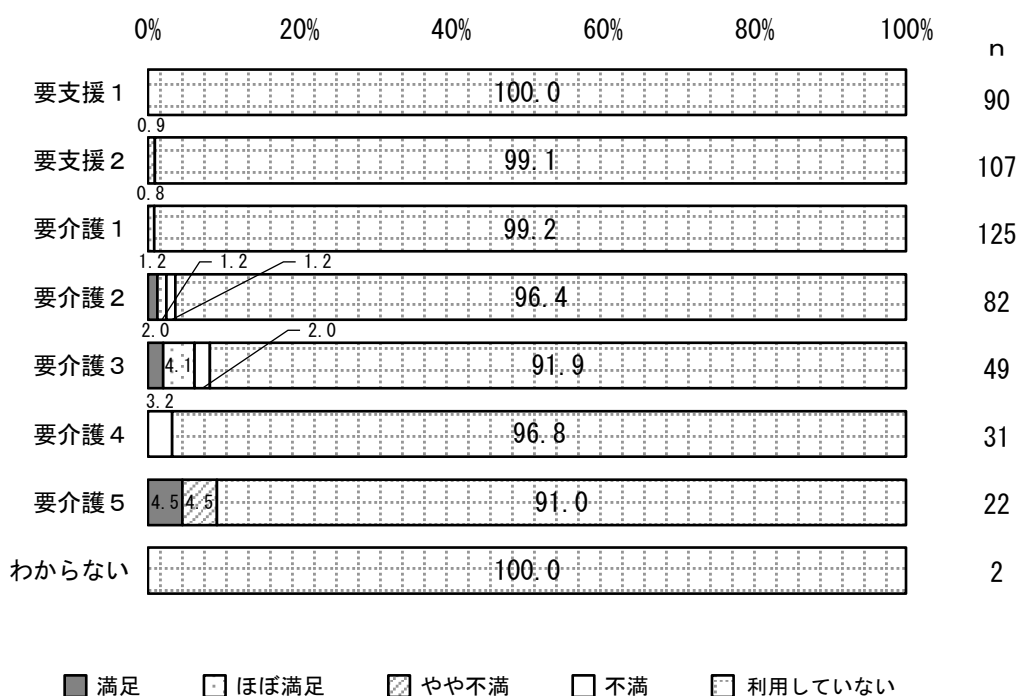 0% 20% 40% 60% 80% 100%
n
要支援1 100.0 90
0.9
要支援2 99.1 107
0.8
要介護1 99.2 125
1.2 1.2 1.2
要介護2 96.4 82
2.0 2.0
要介護3 4.1 91.9 49
3.2
要介護4 96.8 31
要介護5 4.5 4.5 91.0 22
わからない 100.0 2
満足 ほぼ満足 やや不満 不満 利用していない